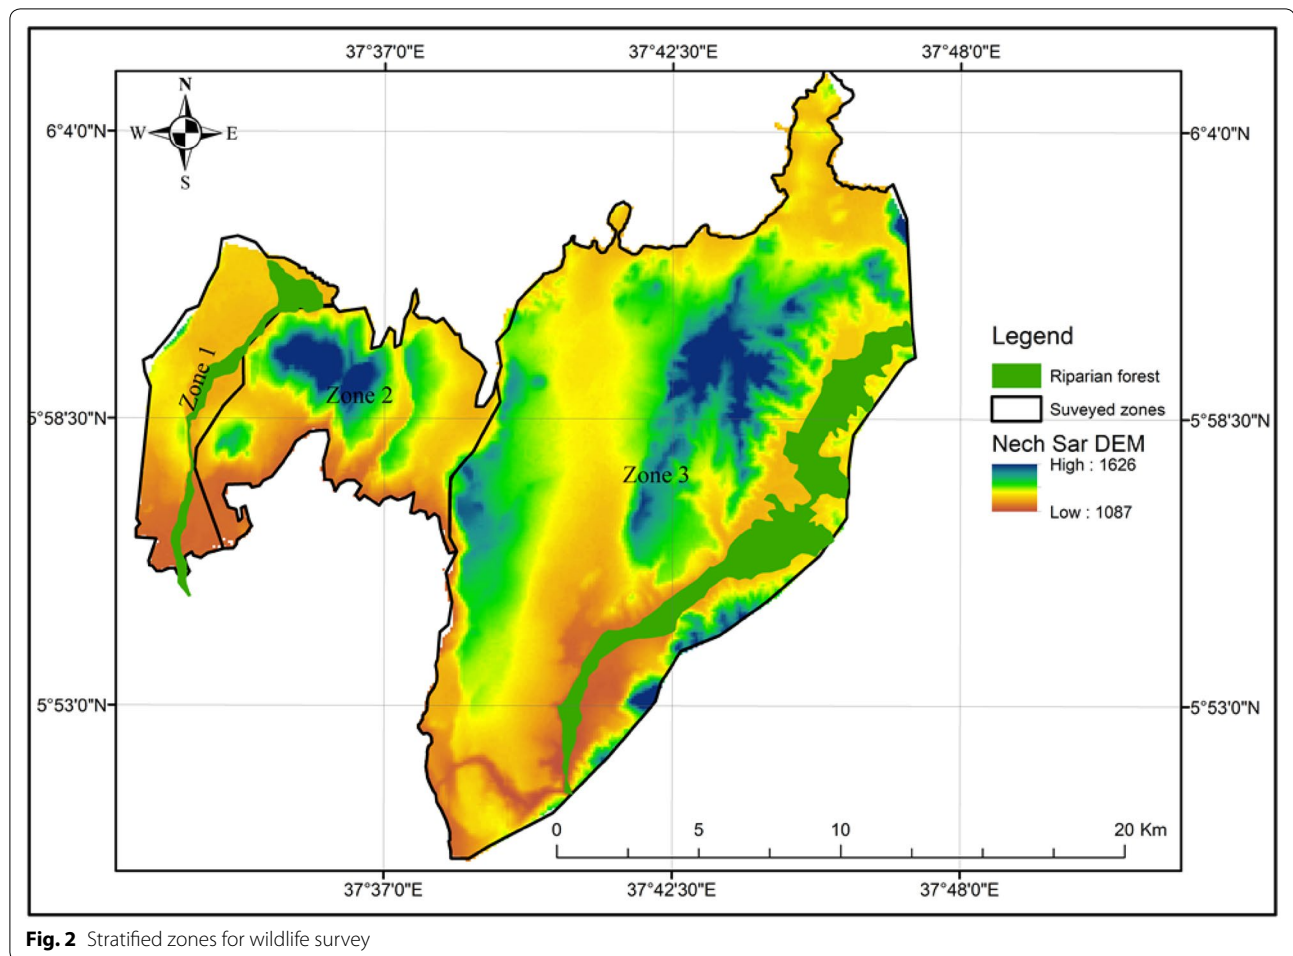 37°37'0"E 37°42'30"E 37°48'0"E
N
W E
S
6°4'0"N 6°4'0"N
Zone 1
Zone 2
Zone 3
5°58'30"N 5°58'30"N
Legend
Riparian forest
Suveyed zones
Nech Sar DEM
High : 1626
Low : 1087
5°53'0"N 5°53'0"N
0 5 10 20 Km
37°37'0"E 37°42'30"E 37°48'0"E
Fig. 2 Stratified zones for wildlife survey